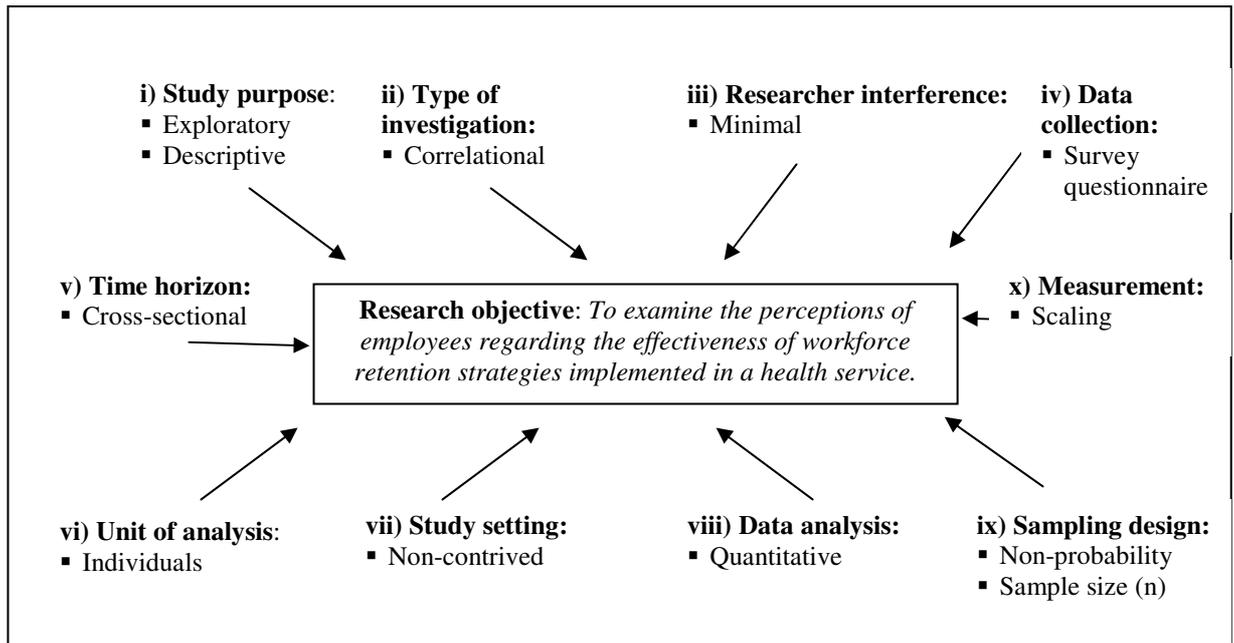 i) Study purpose:
▪ Exploratory
▪ Descriptive
ii) Type of
investigation:
▪ Correlational
iii) Researcher interference:
▪ Minimal
iv) Data
collection:
▪ Survey
questionnaire
v) Time horizon:
▪ Cross-sectional
Research objective: To examine the perceptions of
employees regarding the effectiveness of workforce
retention strategies implemented in a health service.
x) Measurement:
▪ Scaling
vi) Unit of analysis:
▪ Individuals
vii) Study setting:
▪ Non-contrived
viii) Data analysis:
▪ Quantitative
ix) Sampling design:
▪ Non-probability
▪ Sample size (n)